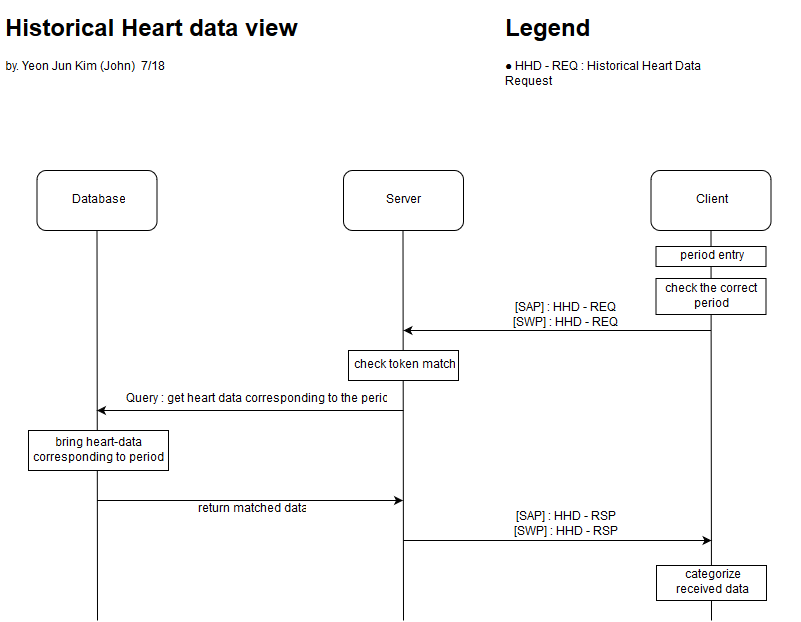 Historical Heart data view
Legend
by. Yeon Jun Kim (John) 7/18
● HHD - REQ : Historical Heart Data
Request
Database
Server
Client
period entry
check the correct
period
[SAP] : HHD - REQ
[SWP] : HHD - REQ
check token match
Query : get heart data corresponding to the
bring heart-data
corresponding to period
return matched data
[SAP] : HHD - RSP
[SWP] : HHD - RSP
categorize
received data